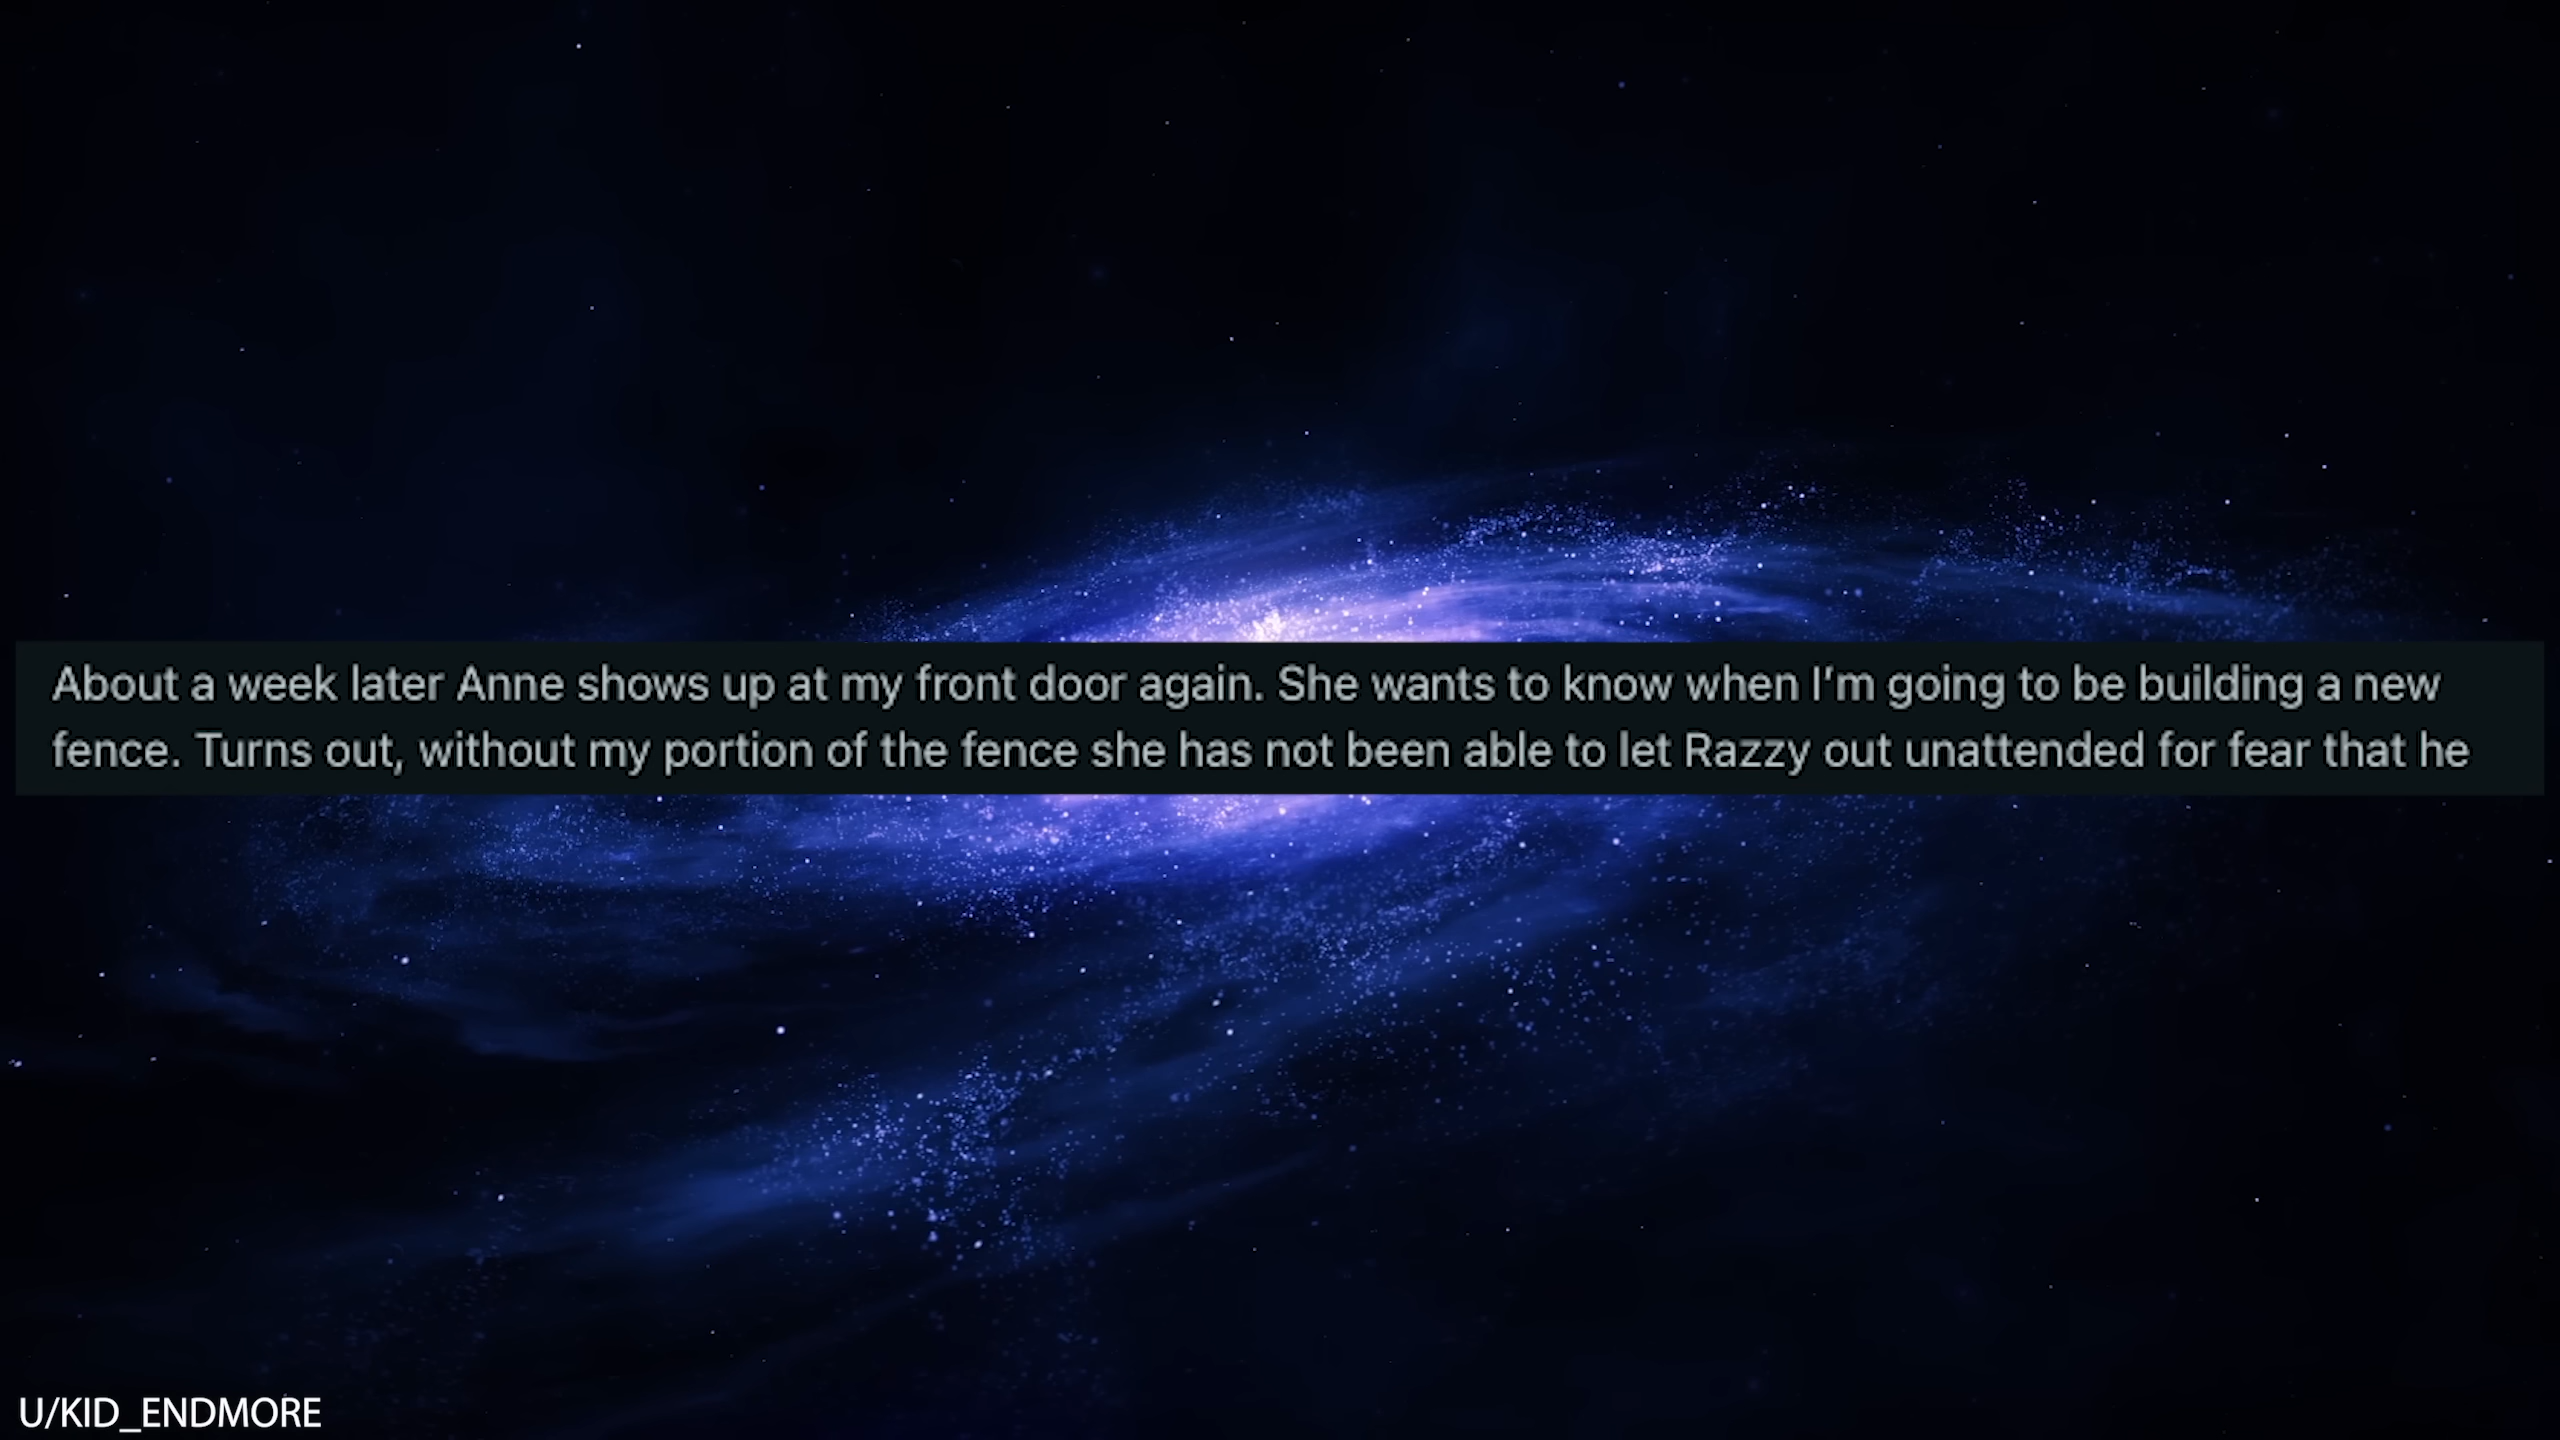 About a week later Anne shows up at my front door again. She wants to know when I'm going to be building a new
fence. Turns out, without my portion of the fence she has not been able to let Razzy out unattended for fear that he
U/KID_ENDMORE